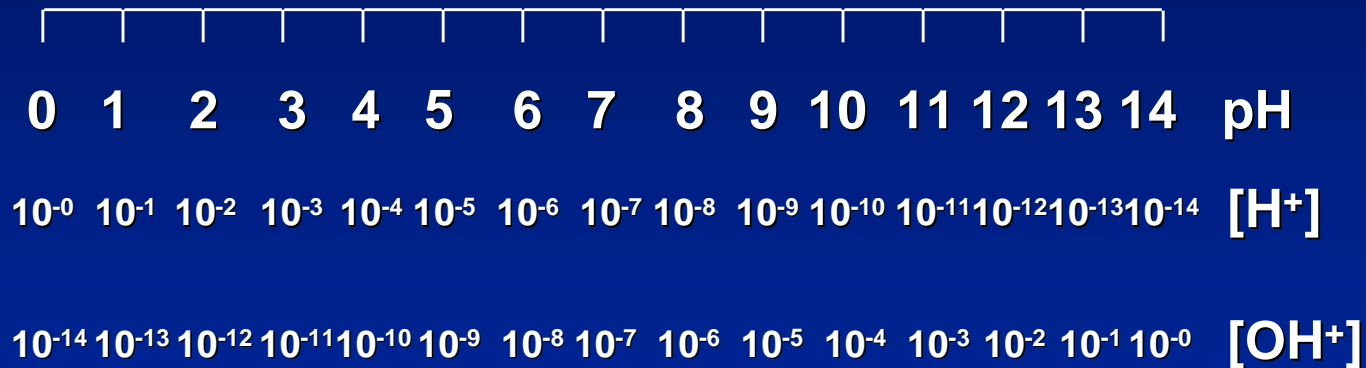 0 1 2 3 4 5 6 7 8 9 10 11 12 13 14 pH
10⁻⁰ 10⁻¹ 10⁻² 10⁻³ 10⁻⁴ 10⁻⁵ 10⁻⁶ 10⁻⁷ 10⁻⁸ 10⁻⁹ 10⁻¹⁰ 10⁻¹¹ 10⁻¹² 10⁻¹³ 10⁻¹⁴ [H⁺]
10⁻¹⁴ 10⁻¹³ 10⁻¹² 10⁻¹¹ 10⁻¹⁰ 10⁻⁹ 10⁻⁸ 10⁻⁷ 10⁻⁶ 10⁻⁵ 10⁻⁴ 10⁻³ 10⁻² 10⁻¹ 10⁻⁰ [OH⁺]